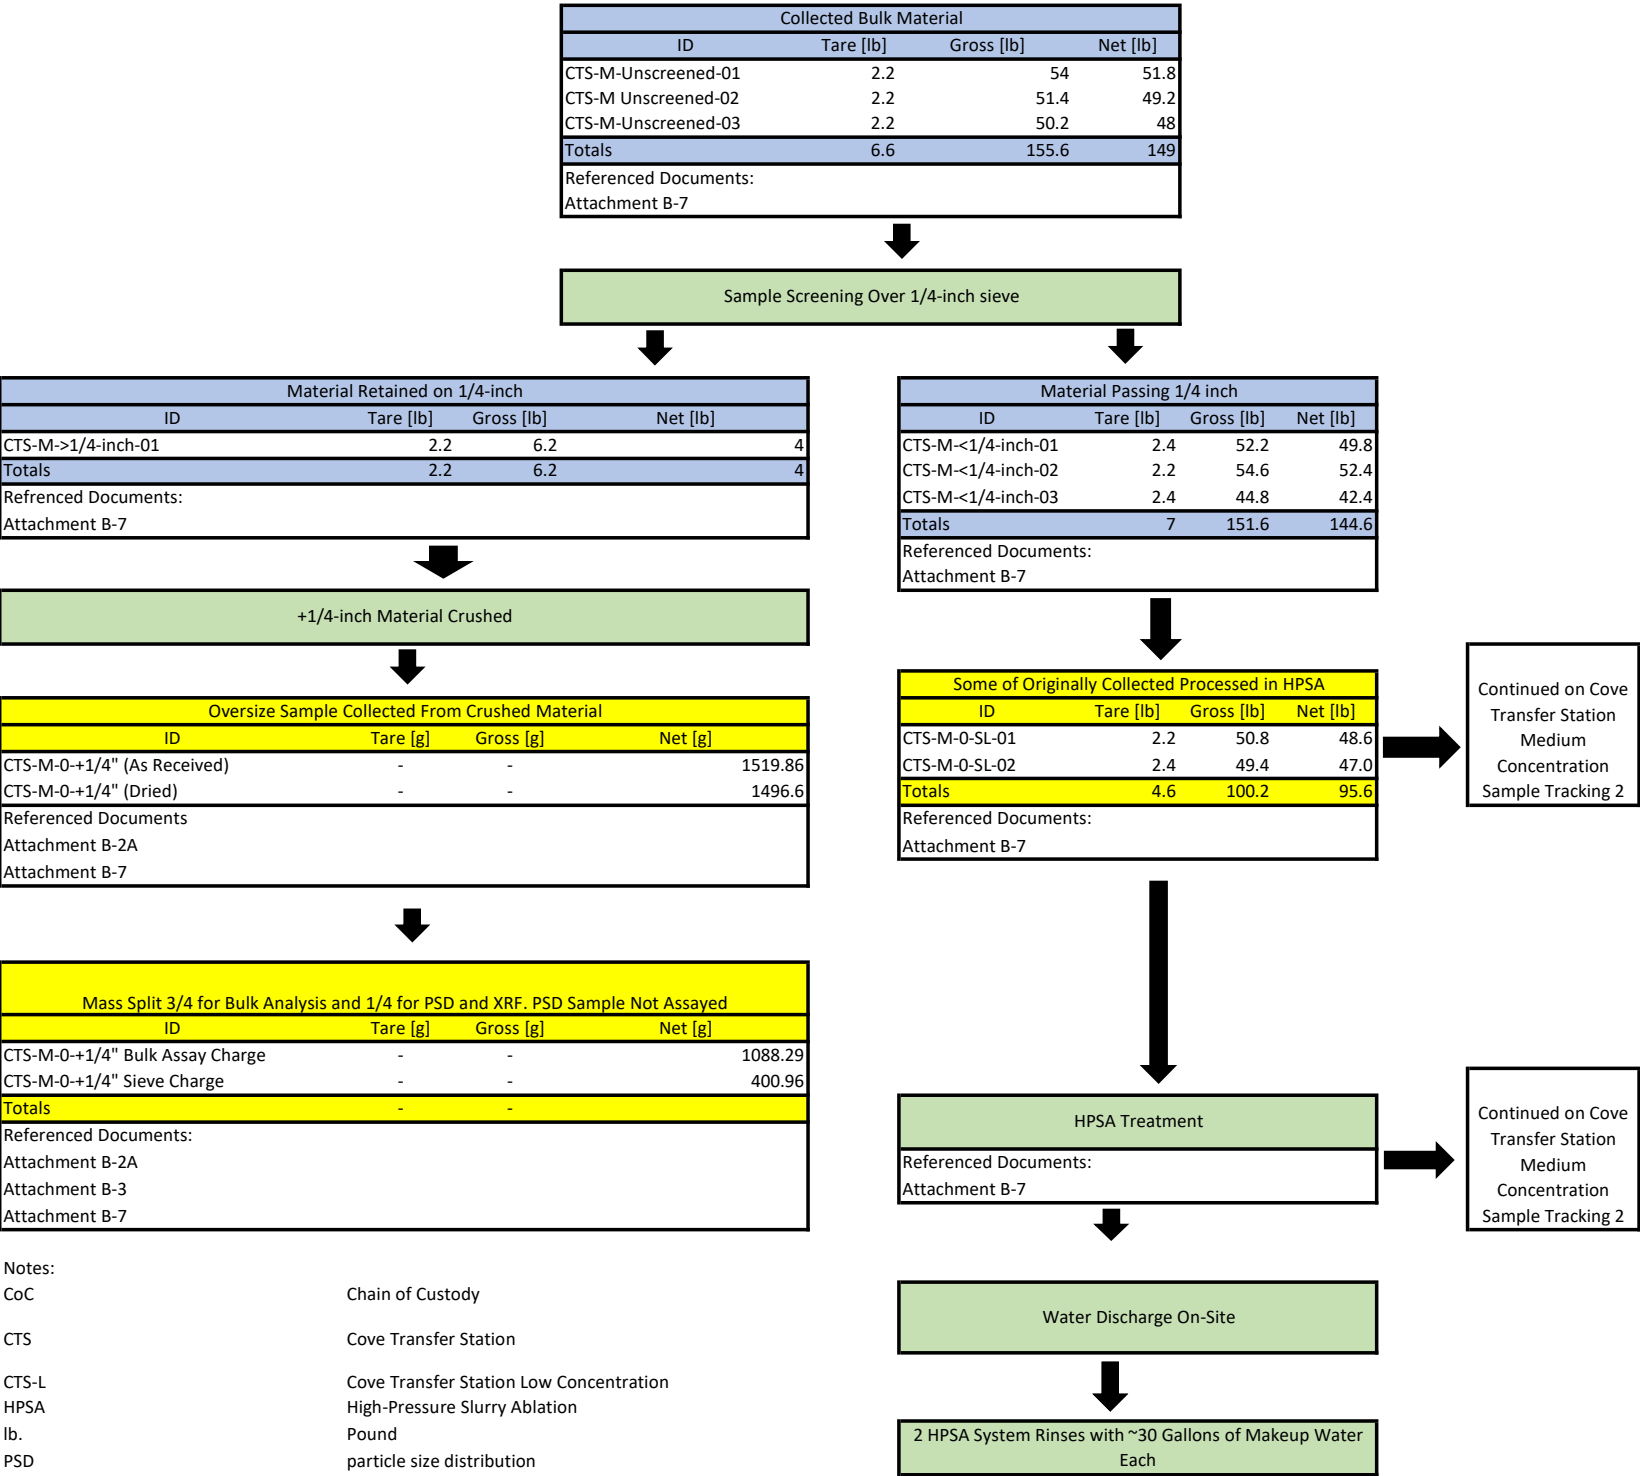 Collected Bulk Material
ID Tare [lb] Gross [lb] Net [lb]
CTS-M-Unscreened-01 2.2 54 51.8
CTS-M Unscreened-02 2.2 51.4 49.2
CTS-M-Unscreened-03 2.2 50.2 48
Totals 6.6 155.6 149
Referenced Documents:
Attachment B-7
Sample Screening Over 1/4-inch sieve
Material Retained on 1/4-inch
ID Tare [lb] Gross [lb] Net [lb]
CTS-M->1/4-inch-01 2.2 6.2 4
Totals 2.2 6.2 4
Refrenced Documents:
Attachment B-7
+1/4-inch Material Crushed
Oversize Sample Collected From Crushed Material
ID Tare [g] Gross [g] Net [g]
CTS-M-0-+1/4" (As Received) - - 1519.86
CTS-M-0-+1/4" (Dried) - - 1496.6
Referenced Documents
Attachment B-2A
Attachment B-7
Mass Split 3/4 for Bulk Analysis and 1/4 for PSD and XRF. PSD Sample Not Assayed
ID Tare [g] Gross [g] Net [g]
CTS-M-0-+1/4" Bulk Assay Charge - - 1088.29
CTS-M-0-+1/4" Sieve Charge - - 400.96
Totals - -
Referenced Documents:
Attachment B-2A
Attachment B-3
Attachment B-7
Material Passing 1/4 inch
ID Tare [lb] Gross [lb] Net [lb]
CTS-M-<1/4-inch-01 2.4 52.2 49.8
CTS-M-<1/4-inch-02 2.2 54.6 52.4
CTS-M-<1/4-inch-03 2.4 44.8 42.4
Totals 7 151.6 144.6
Referenced Documents:
Attachment B-7
Some of Originally Collected Processed in HPSA
ID Tare [lb] Gross [lb] Net [lb]
CTS-M-0-SL-01 2.2 50.8 48.6
CTS-M-0-SL-02 2.4 49.4 47.0
Totals 4.6 100.2 95.6
Referenced Documents:
Attachment B-7
Continued on Cove
Transfer Station
Medium
Concentration
Sample Tracking 2
HPSA Treatment
Referenced Documents:
Attachment B-7
Continued on Cove
Transfer Station
Medium
Concentration
Sample Tracking 2
Water Discharge On-Site
2 HPSA System Rinses with ~30 Gallons of Makeup Water
Each
Notes:
CoC Chain of Custody
CTS Cove Transfer Station
CTS-L Cove Transfer Station Low Concentration
HPSA High-Pressure Slurry Ablation
lb. Pound
PSD particle size distribution